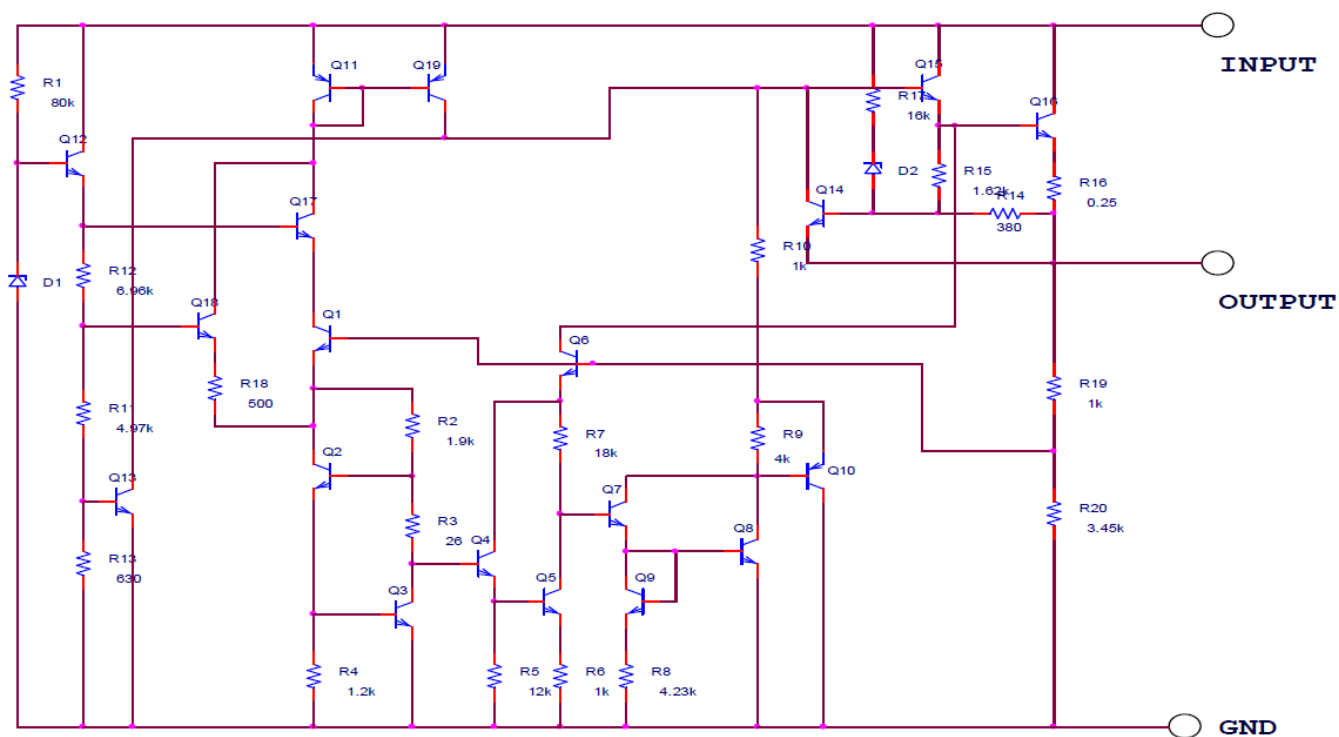 INPUT
Q11
Q19
Q15
R1
80k
R17
16k
Q16
Q12
D2
R15
1.62k
R16
0.25
Q14
R14
380
Q17
R10
1k
OUTPUT
D1
R12
6.96k
Q18
Q1
Q6
R19
1k
R18
500
R11
4.97k
R2
1.9k
R7
18k
R9
4k
Q2
Q10
Q13
Q7
R20
3.45k
R3
26
Q4
Q8
R13
630
Q5
Q9
Q3
R4
1.2k
R5
12k
R6
1k
R8
4.23k
GND